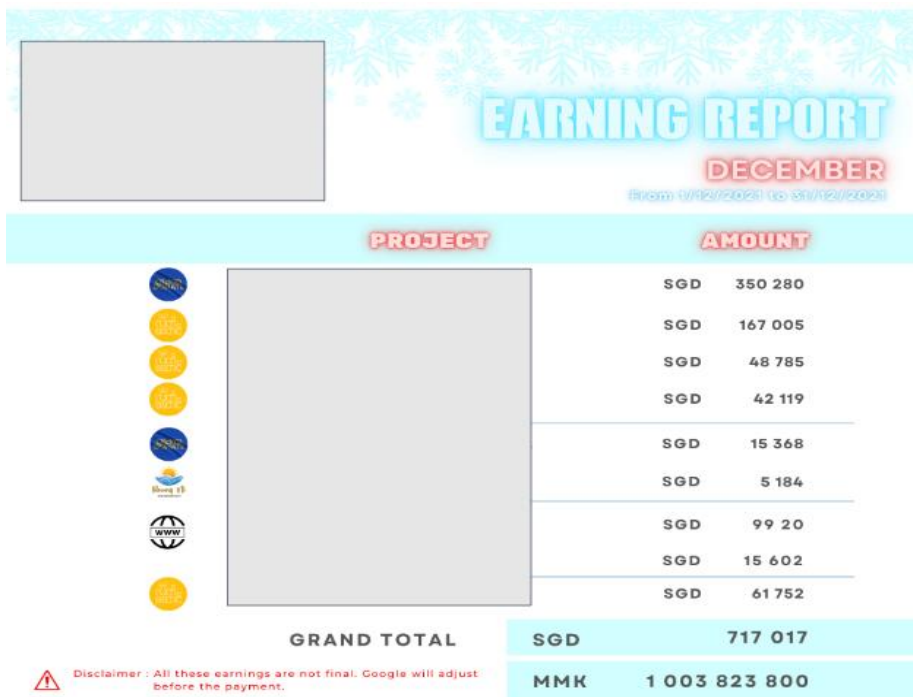 EARNING REPORT
DECEMBER
From 1/12/2021 to 31/12/2021
PROJECT AMOUNT
SGD 350 280
SGD 167 005
SGD 48 785
SGD 42 119
SGD 15 368
SGD 5 184
WWW
SGD 99 20
SGD 15 602
SGD 61 752
GRAND TOTAL SGD 717 017
Disclaimer : All these earnings are not final. Google will adjust
before the payment.
MMK 1 003 823 800